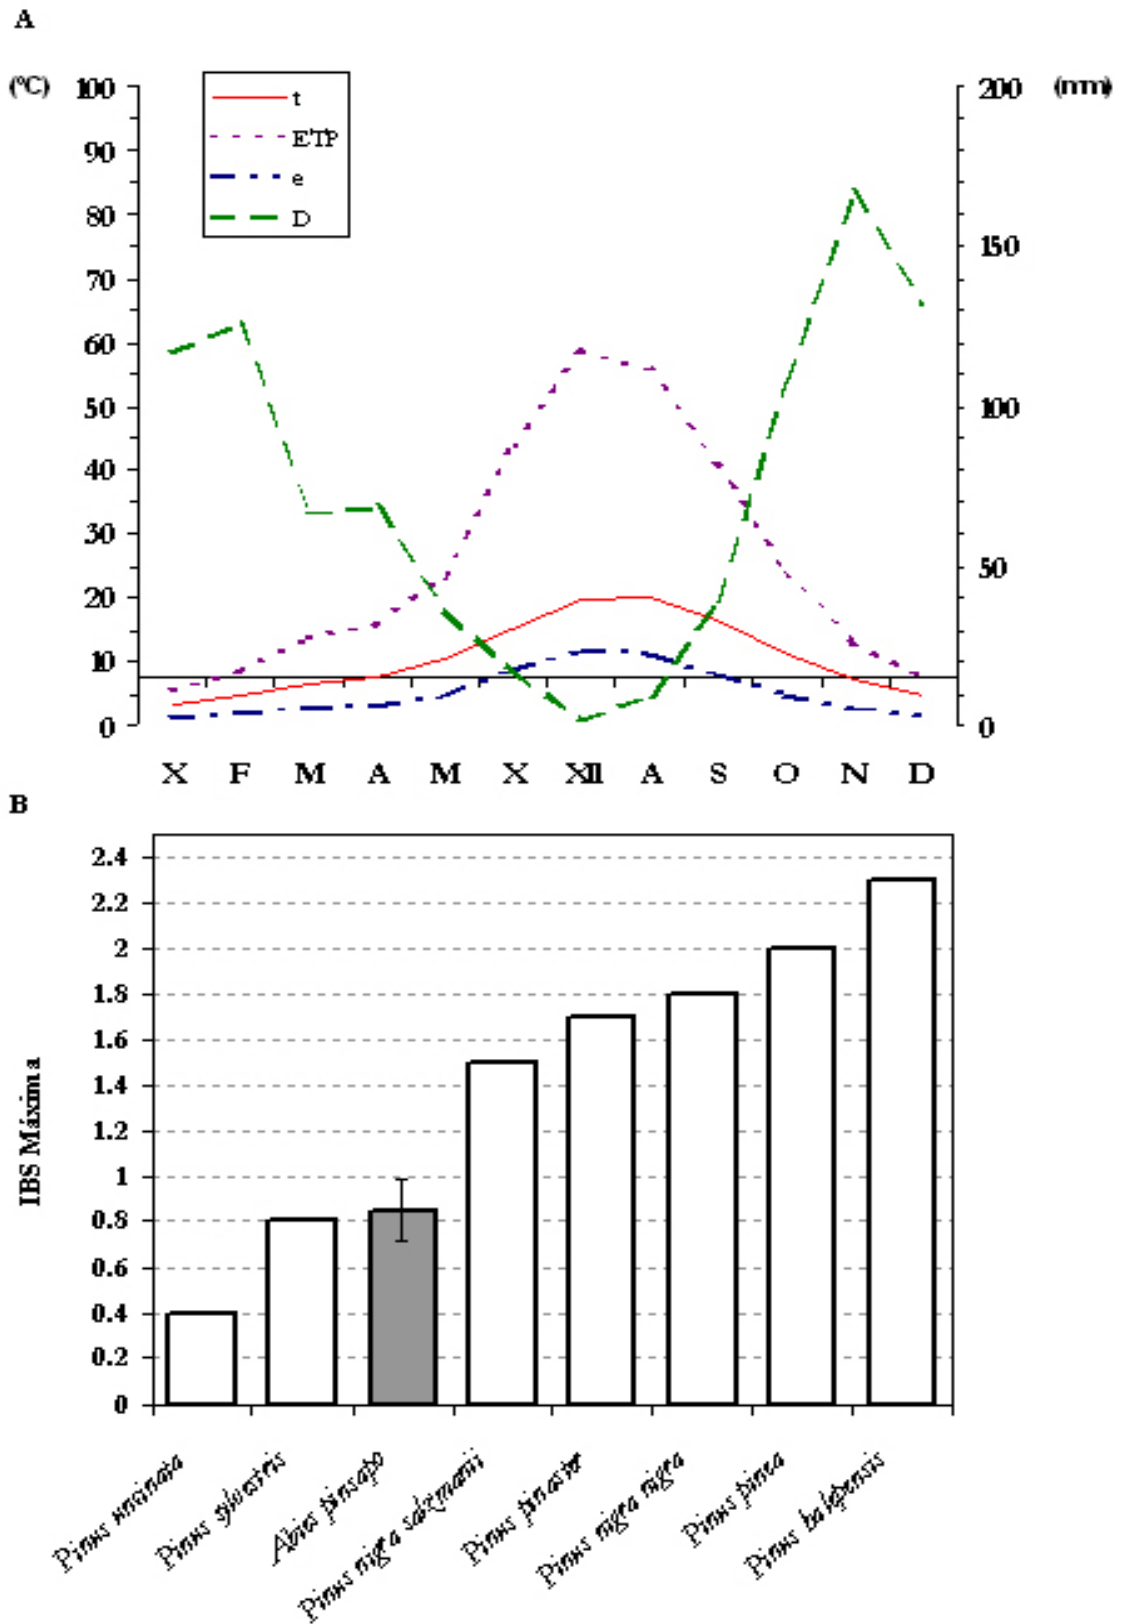 A
(ºC) 100 200 (mm)
t
ETP
e
D
90
80
70
60
50
40
30
20
10
0
150
100
50
0
X F M A M X XII A S O N D
B
IBS Máxima
2.4
2.2
2
1.8
1.6
1.4
1.2
1
0.8
0.6
0.4
0.2
0
Pinus uncinata
Pinus sylvestris
Abies pinsapo
Pinus nigra salzmanii
Pinus pinaster
Pinus nigra nigra
Pinus pinea
Pinus halepensis